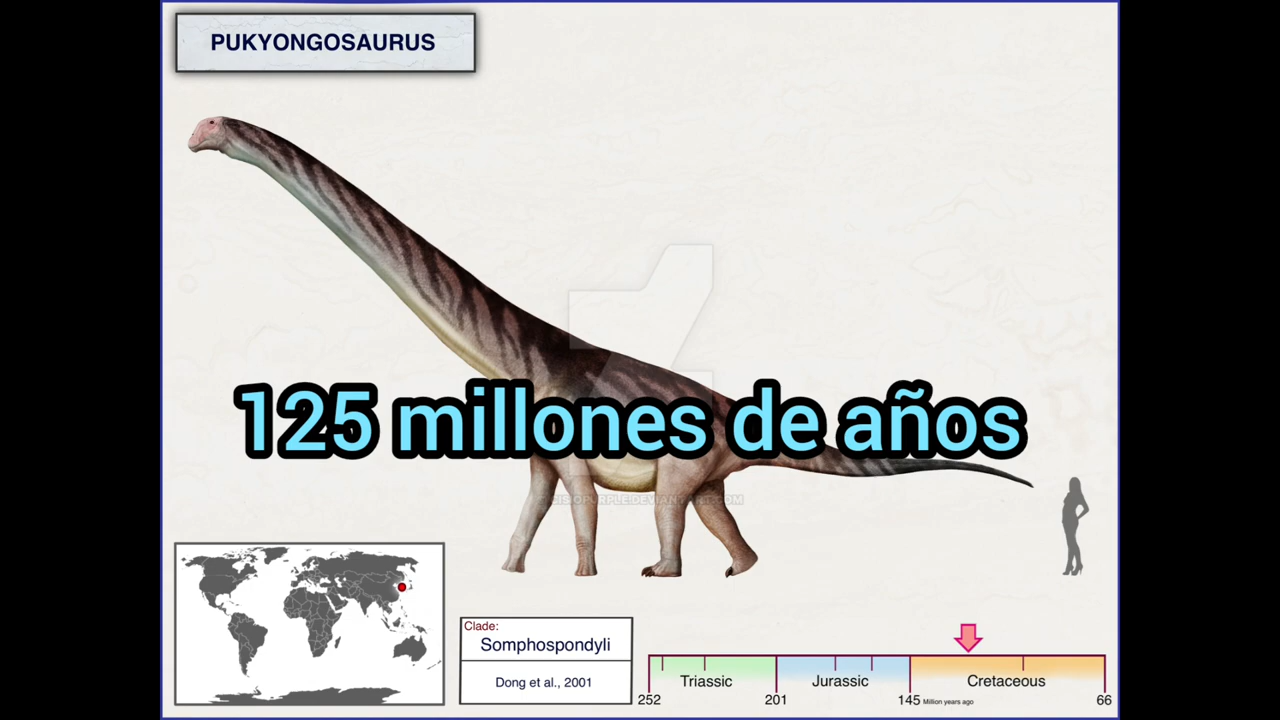 PUKYONGOSAURUS
125 millones de años
Clade:
Somphospondyli
Dong et al., 2001
Triassic
Jurassic
Cretaceous
252
201
145 Million years ago
66